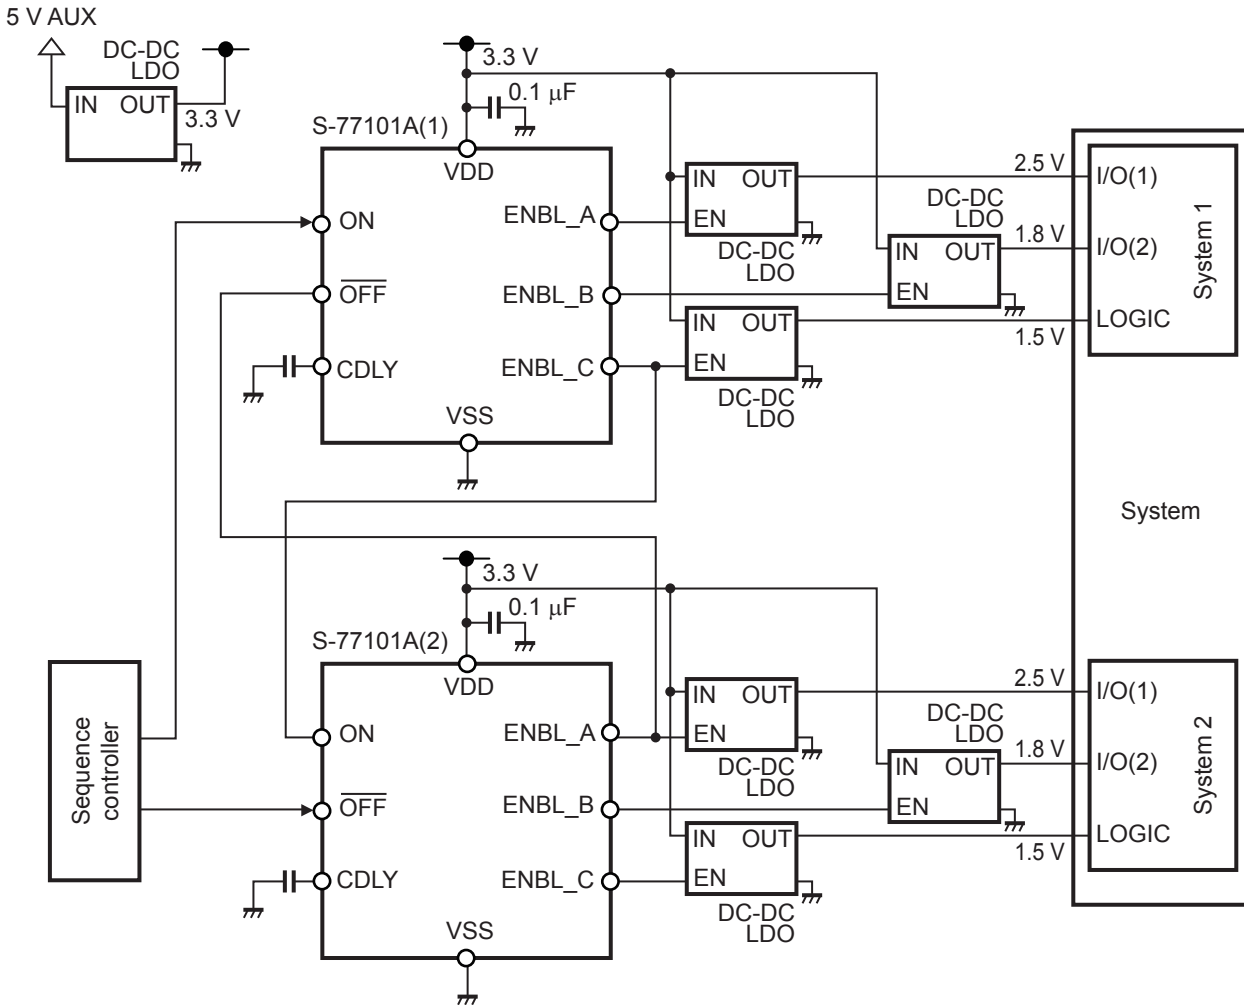 5 V AUX
DC-DC
LDO
IN OUT
3.3 V
3.3 V
0.1 μF
S-77101A(1)
VDD
ON
OFF
CDLY
VSS
ENBL_A
ENBL_B
ENBL_C
IN OUT
EN
DC-DC
LDO
DC-DC
LDO
IN OUT
EN
IN OUT
EN
DC-DC
LDO
2.5 V
1.8 V
1.5 V
I/O(1)
I/O(2)
LOGIC
System 1
System
3.3 V
0.1 μF
S-77101A(2)
VDD
ON
OFF
CDLY
VSS
ENBL_A
ENBL_B
ENBL_C
Sequence
controller
IN OUT
EN
DC-DC
LDO
DC-DC
LDO
IN OUT
EN
IN OUT
EN
DC-DC
LDO
2.5 V
1.8 V
1.5 V
I/O(1)
I/O(2)
LOGIC
System 2